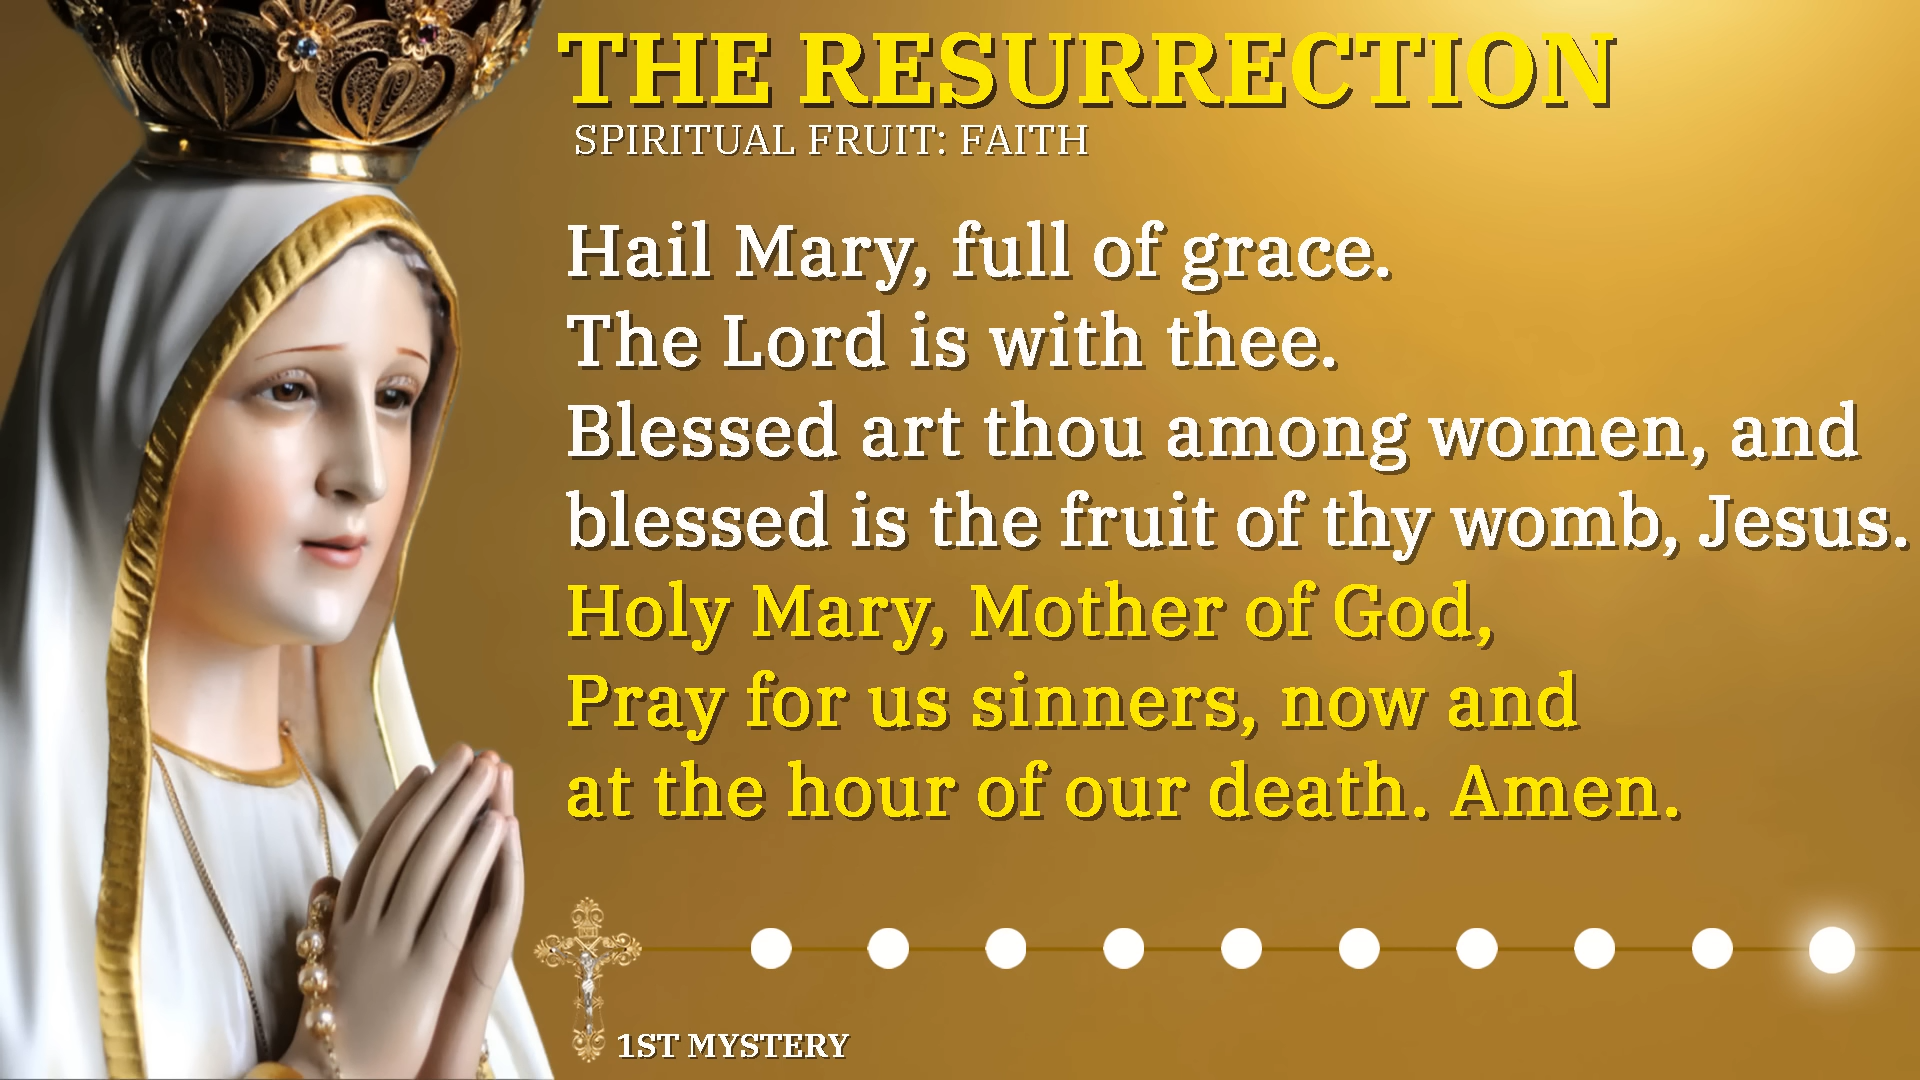 THE RESURRECTION
SPIRITUAL FRUIT: FAITH
Hail Mary, full of grace.
The Lord is with thee.
Blessed art thou among women, and
blessed is the fruit of thy womb, Jesus.
Holy Mary, Mother of God,
Pray for us sinners, now and
at the hour of our death. Amen.
1ST MYSTERY